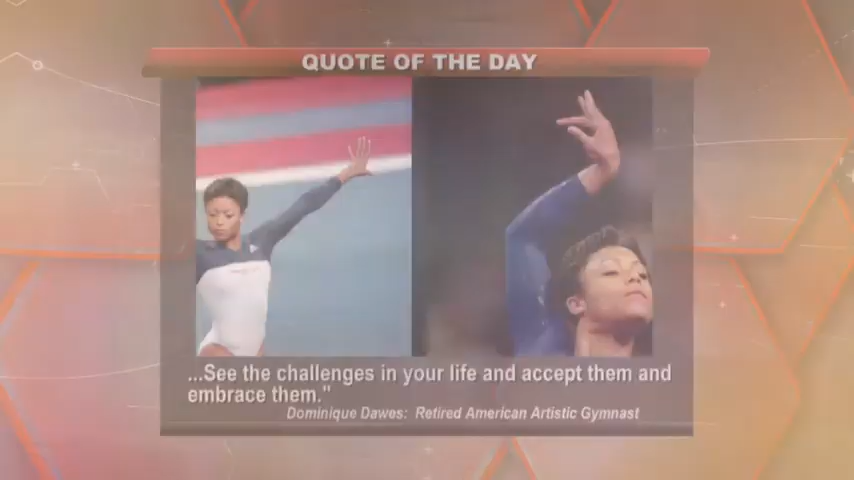 QUOTE OF THE DAY
...See the challenges in your life and accept them and
embrace them."
Dominique Dawes: Retired American Artistic Gymnast